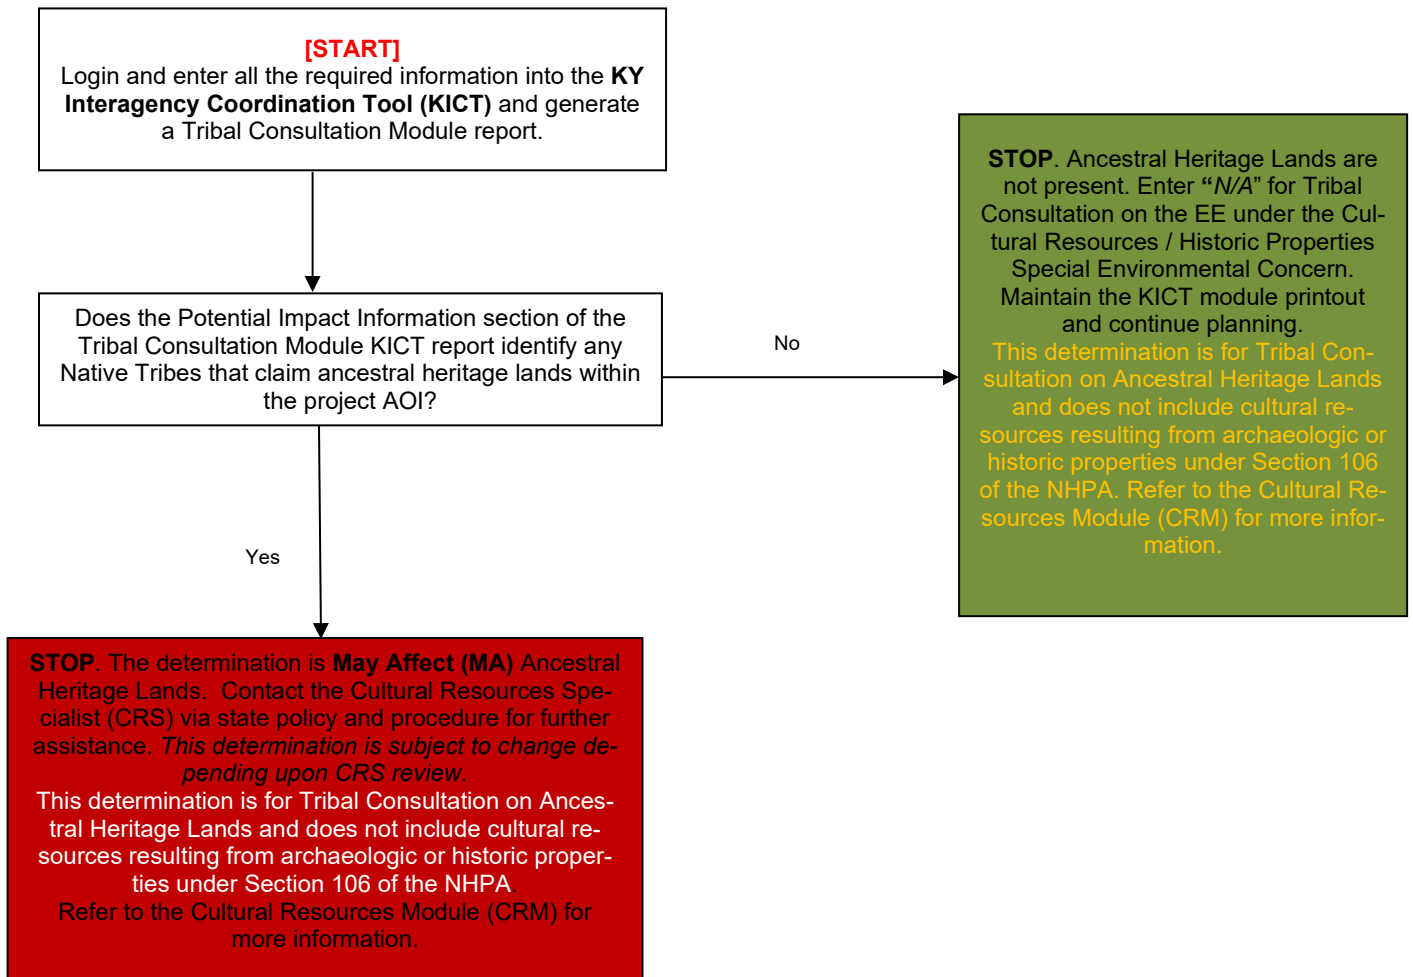 [START]
Login and enter all the required information into the KY
Interagency Coordination Tool (KICT) and generate
a Tribal Consultation Module report.
Does the Potential Impact Information section of the
Tribal Consultation Module KICT report identify any
Native Tribes that claim ancestral heritage lands within
the project AOI?
No
STOP. Ancestral Heritage Lands are
not present. Enter “N/A” for Tribal
Consultation on the EE under the Cul-
tural Resources / Historic Properties
Special Environmental Concern.
Maintain the KICT module printout
and continue planning.
This determination is for Tribal Con-
sultation on Ancestral Heritage Lands
and does not include cultural re-
sources resulting from archaeologic or
historic properties under Section 106
of the NHPA. Refer to the Cultural Re-
sources Module (CRM) for more infor-
mation.
Yes
STOP. The determination is May Affect (MA) Ancestral
Heritage Lands.  Contact the Cultural Resources Spe-
cialist (CRS) via state policy and procedure for further
assistance. This determination is subject to change de-
pending upon CRS review.
This determination is for Tribal Consultation on Ances-
tral Heritage Lands and does not include cultural re-
sources resulting from archaeologic or historic proper-
ties under Section 106 of the NHPA.
Refer to the Cultural Resources Module (CRM) for
more information.